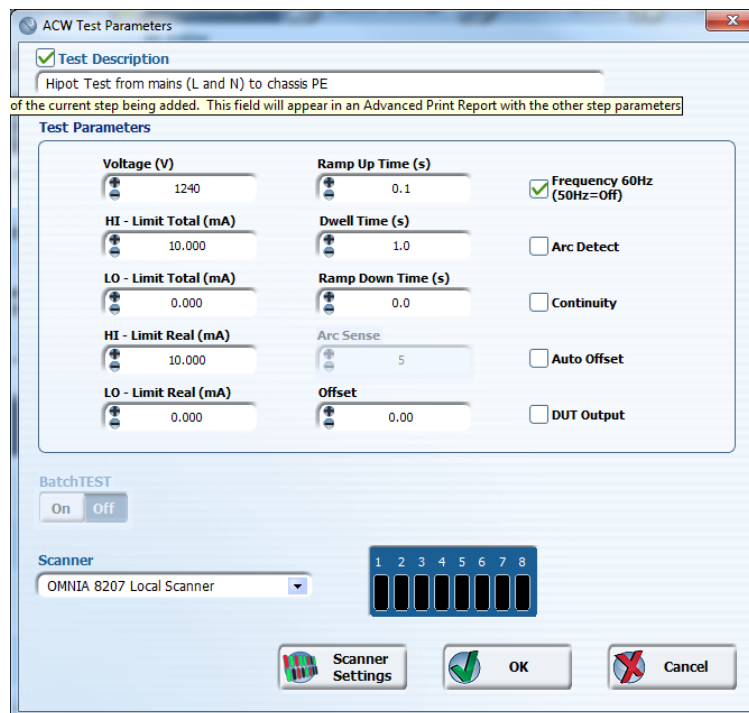 ACW Test Parameters
Test Description
Hipot Test from mains (L and N) to chassis PE
of the current step being added. This field will appear in an Advanced Print Report with the other step parameters
Test Parameters
Voltage (V)
1240
Ramp Up Time (s)
0.1
Frequency 60Hz
(50Hz=Off)
HI - Limit Total (mA)
10.000
Dwell Time (s)
1.0
Arc Detect
LO - Limit Total (mA)
0.000
Ramp Down Time (s)
0.0
Continuity
HI - Limit Real (mA)
10.000
Arc Sense
5
Auto Offset
LO - Limit Real (mA)
0.000
Offset
0.00
DUT Output
BatchTEST
On Off
Scanner
OMNIA 8207 Local Scanner
1 2 3 4 5 6 7 8
Scanner
Settings
OK
Cancel